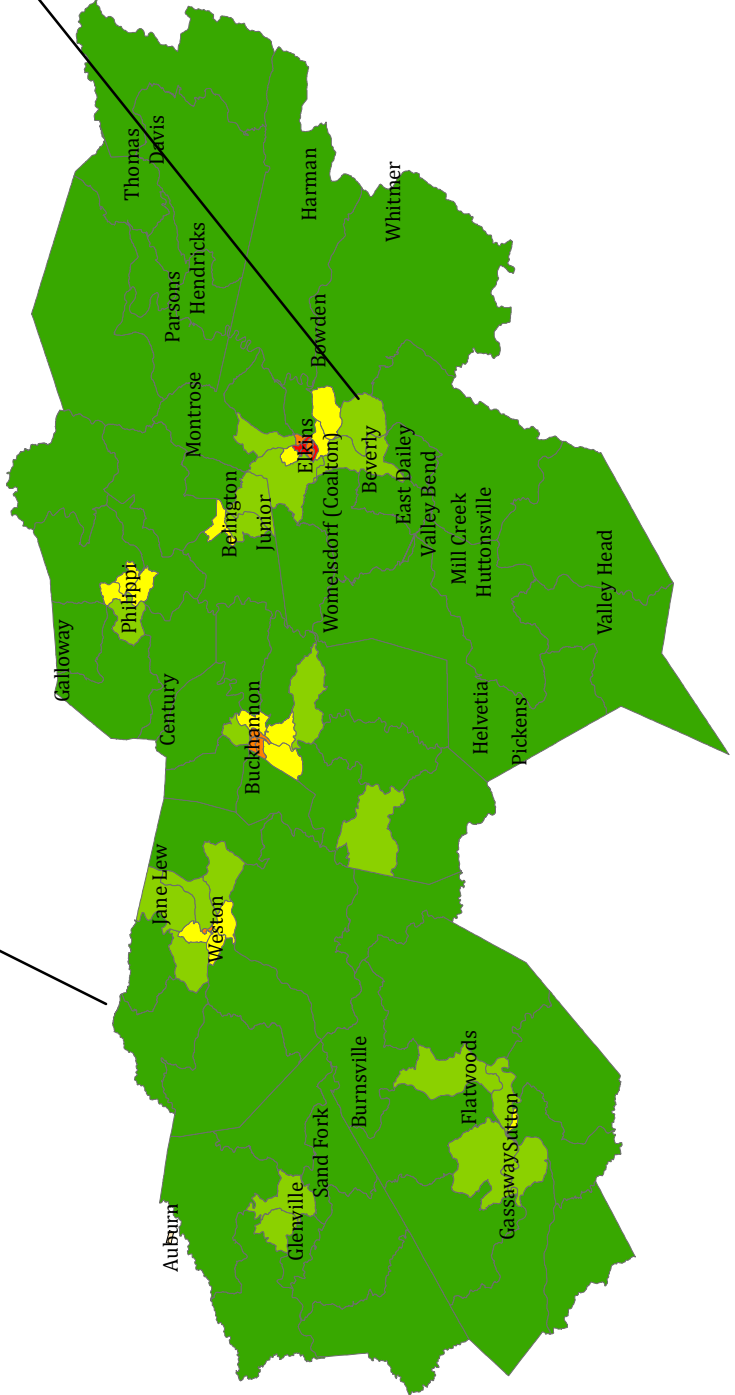 Auburn
Glenville
Sand Fork
Burnsville
Gassaway
Sutton
Flatwoods
Jane Lew
Weston
Buckhannon
Century
Galloway
Philippi
Helvetia
Pickens
Belington
Junior
Montrose
Elkins
Womelsdorf (Coalton)
Beverly
East Dailey
Valley Bend
Mill Creek
Huttonsville
Valley Head
Bowden
Parsons
Hendricks
Thomas
Davis
Harman
Whitmer